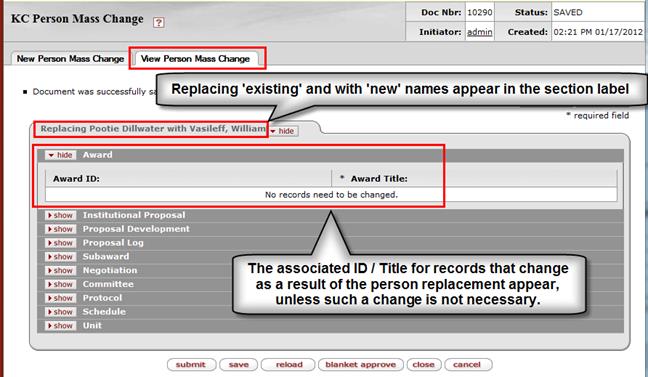 KC Person Mass Change ?
Doc Nbr: 10290 Status: SAVED
Initiator: admin Created: 02:21 PM 01/17/2012
New Person Mass Change View Person Mass Change
Document was successfully sa
Replacing 'existing' and with 'new' names appear in the section label
* required field
Replacing Pootie Dillwater with Vasileff, William hide
hide Award
Award ID: * Award Title:
No records need to be changed.
show Institutional Proposal
show Proposal Development
show Proposal Log
show Subaward
show Negotiation
show Committee
show Protocol
show Schedule
show Unit
The associated ID / Title for records that change
as a result of the person replacement appear,
unless such a change is not necessary.
submit save reload blanket approve close cancel